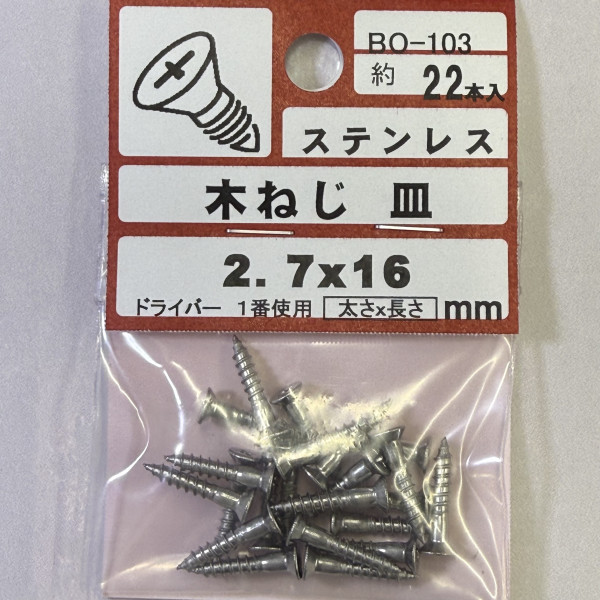 BO-103
約 22本入
ステンレス
木ねじ 皿
2.7x16
ドライバー 1番使用 太さx長さ mm